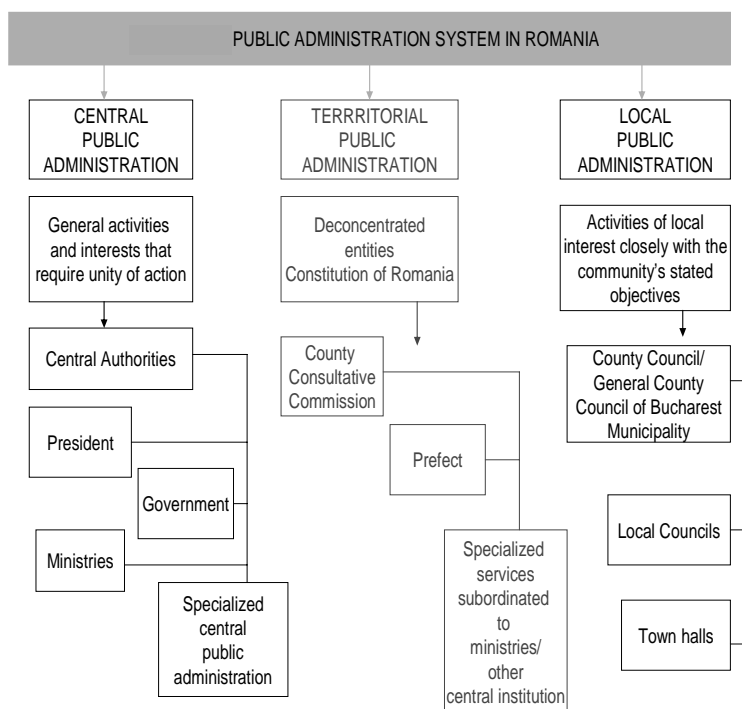 PUBLIC ADMINISTRATION SYSTEM IN ROMANIA
CENTRAL
PUBLIC
ADMINISTRATION
General activities
and interests that
require unity of action
Central Authorities
President
Government
Ministries
Specialized
central
public
administration
TERRRITORIAL
PUBLIC
ADMINISTRATION
Deconcentrated
entities
Constitution of Romania
County
Consultative
Commission
Prefect
Specialized
services
subordinated
to
ministries/
other
central institution
LOCAL
PUBLIC
ADMINISTRATION
Activities of local
interest closely with the
community's stated
objectives
County Council/
General County
Council of Bucharest
Municipality
Local Councils
Town halls